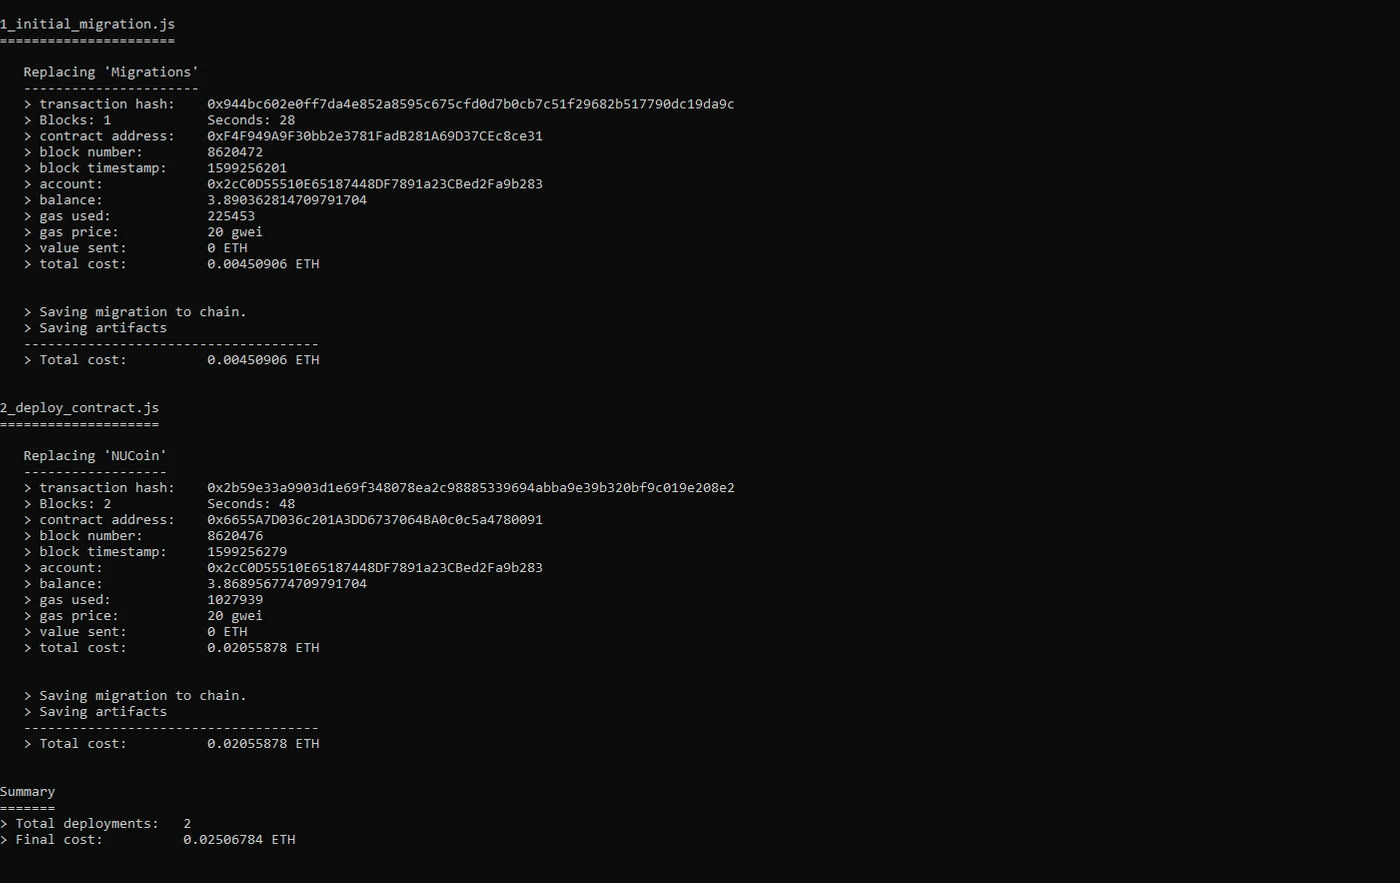 1_initial_migration.js
======================
Replacing 'Migrations'
----------------------
> transaction hash:    0x944bc602e0ff7da4e852a8595c675cfd0d7b0cb7c51f29682b517790dc19da9c
> Blocks: 1            Seconds: 28
> contract address:    0xF4F949A9F30bb2e3781FadB281A69D37CEc8ce31
> block number:        8620472
> block timestamp:     1599256201
> account:             0x2cC0D55510E65187448DF7891a23CBed2Fa9b283
> balance:             3.890362814709791704
> gas used:            225453
> gas price:           20 gwei
> value sent:          0 ETH
> total cost:          0.00450906 ETH
> Saving migration to chain.
> Saving artifacts
-------------------------------------
> Total cost:          0.00450906 ETH
2_deploy_contract.js
====================
Replacing 'NUCoin'
------------------
> transaction hash:    0x2b59e33a9903d1e69f348078ea2c98885339694abba9e39b320bf9c019e208e2
> Blocks: 2            Seconds: 48
> contract address:    0x6655A7D036c201A3DD6737064BA0c0c5a4780091
> block number:        8620476
> block timestamp:     1599256279
> account:             0x2cC0D55510E65187448DF7891a23CBed2Fa9b283
> balance:             3.868956774709791704
> gas used:            1027939
> gas price:           20 gwei
> value sent:          0 ETH
> total cost:          0.02055878 ETH
> Saving migration to chain.
> Saving artifacts
-------------------------------------
> Total cost:          0.02055878 ETH
Summary
=======
> Total deployments:   2
> Final cost:          0.02506784 ETH